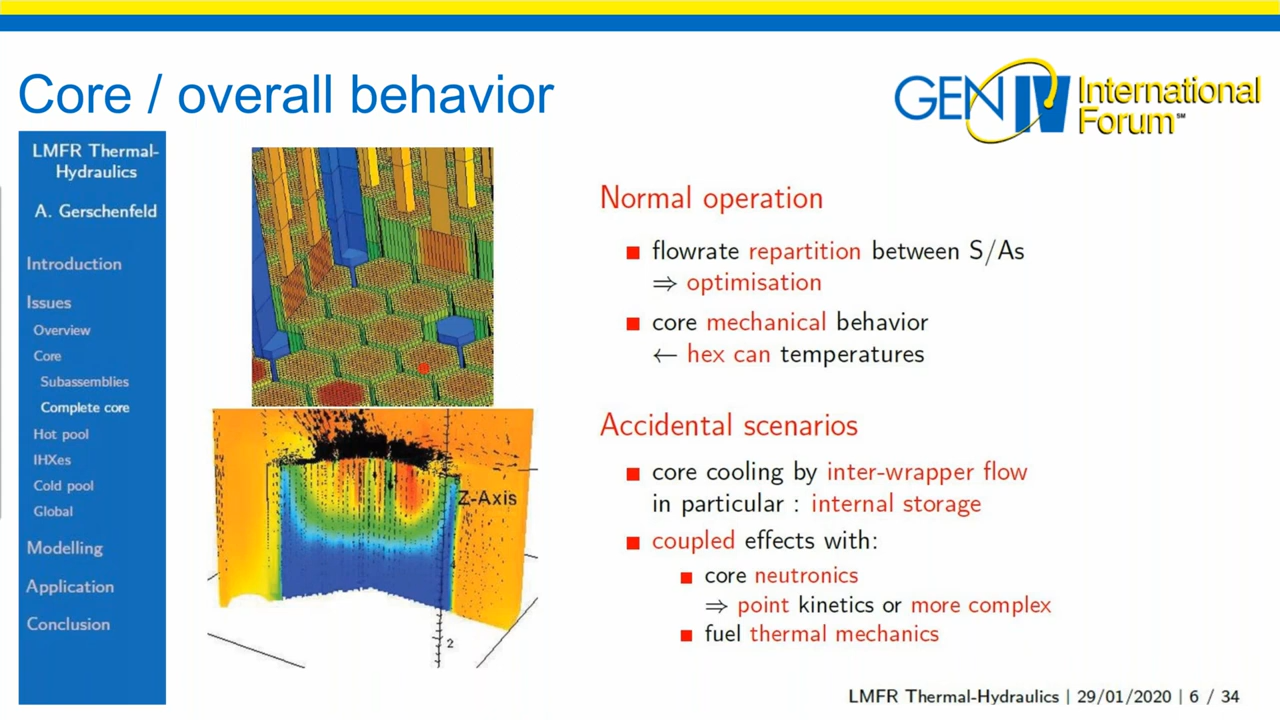 Core / overall behavior
GEN IV International
Forum℠
LMFR Thermal-
Hydraulics
A. Gerschenfeld
Introduction
Issues
Overview
Core
Subassemblies
Complete core
Hot pool
IHXes
Cold pool
Global
Modelling
Application
Conclusion
Z-Axis
4
2
Normal operation
■ flowrate repartition between S/As
⇒ optimisation
■ core mechanical behavior
← hex can temperatures
Accidental scenarios
■ core cooling by inter-wrapper flow
in particular : internal storage
■ coupled effects with:
■ core neutronics
⇒ point kinetics or more complex
■ fuel thermal mechanics
LMFR Thermal-Hydraulics | 29/01/2020 | 6 / 34